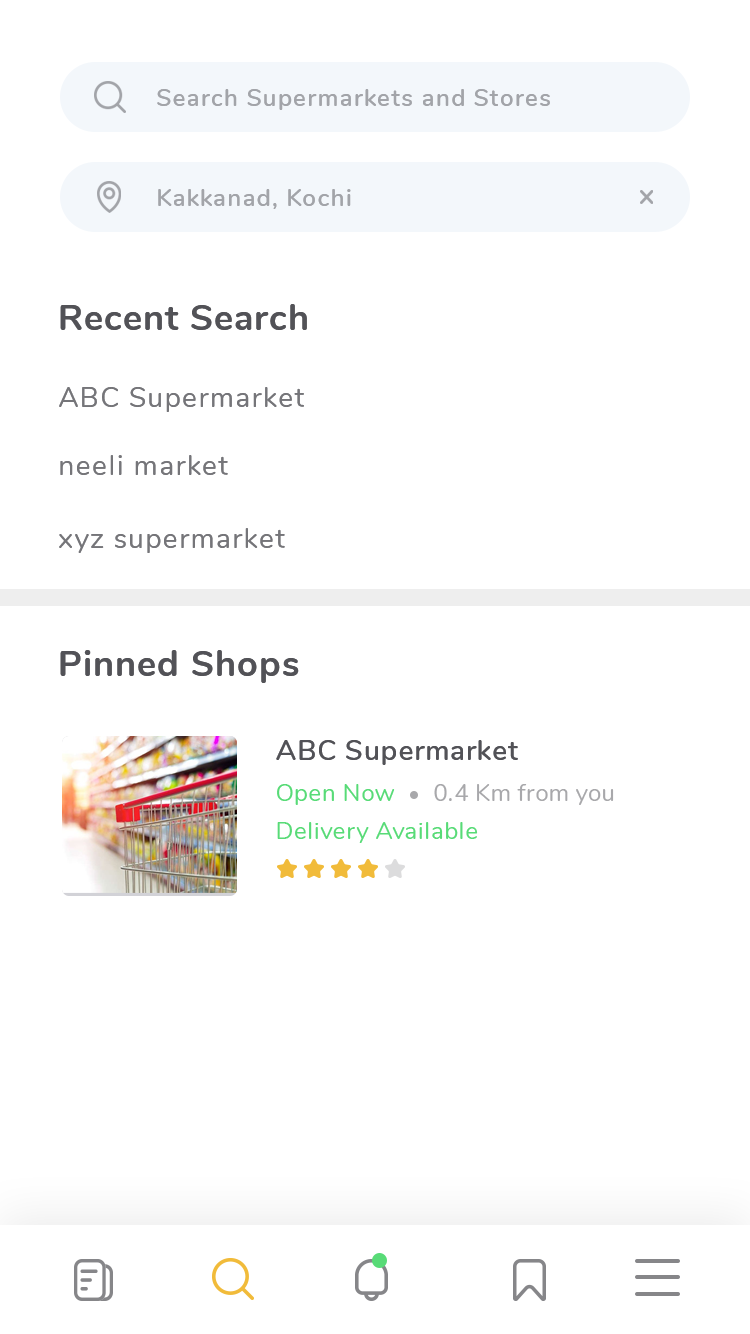 Search Supermarkets and Stores
Kakkanad, Kochi
Recent Search
ABC Supermarket
neeli market
xyz supermarket
Pinned Shops
ABC Supermarket
Open Now • 0.4 Km from you
Delivery Available